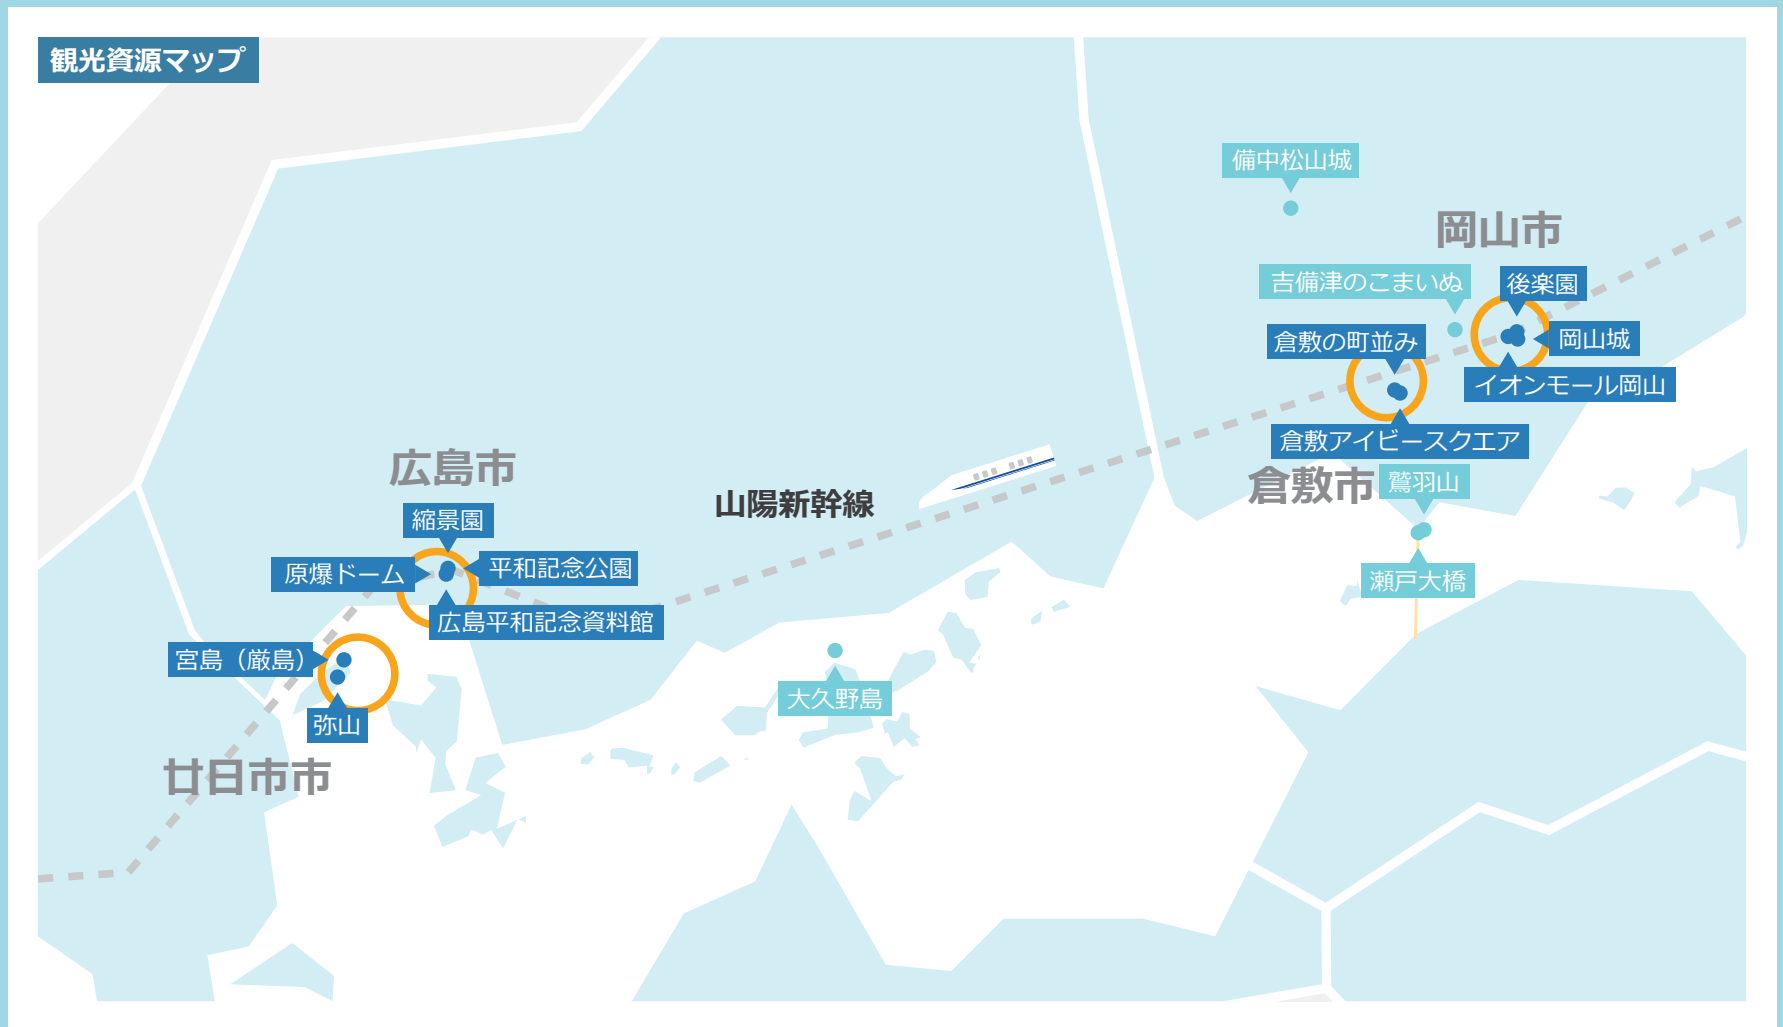 観光資源マップ
備中松山城
岡山市
吉備津のこまいぬ
後楽園
倉敷の町並み
岡山城
イオンモール岡山
倉敷アイビースクエア
広島市
倉敷市
鷲羽山
山陽新幹線
縮景園
原爆ドーム
平和記念公園
瀬戸大橋
広島平和記念資料館
宮島（厳島）
大久野島
弥山
廿日市市